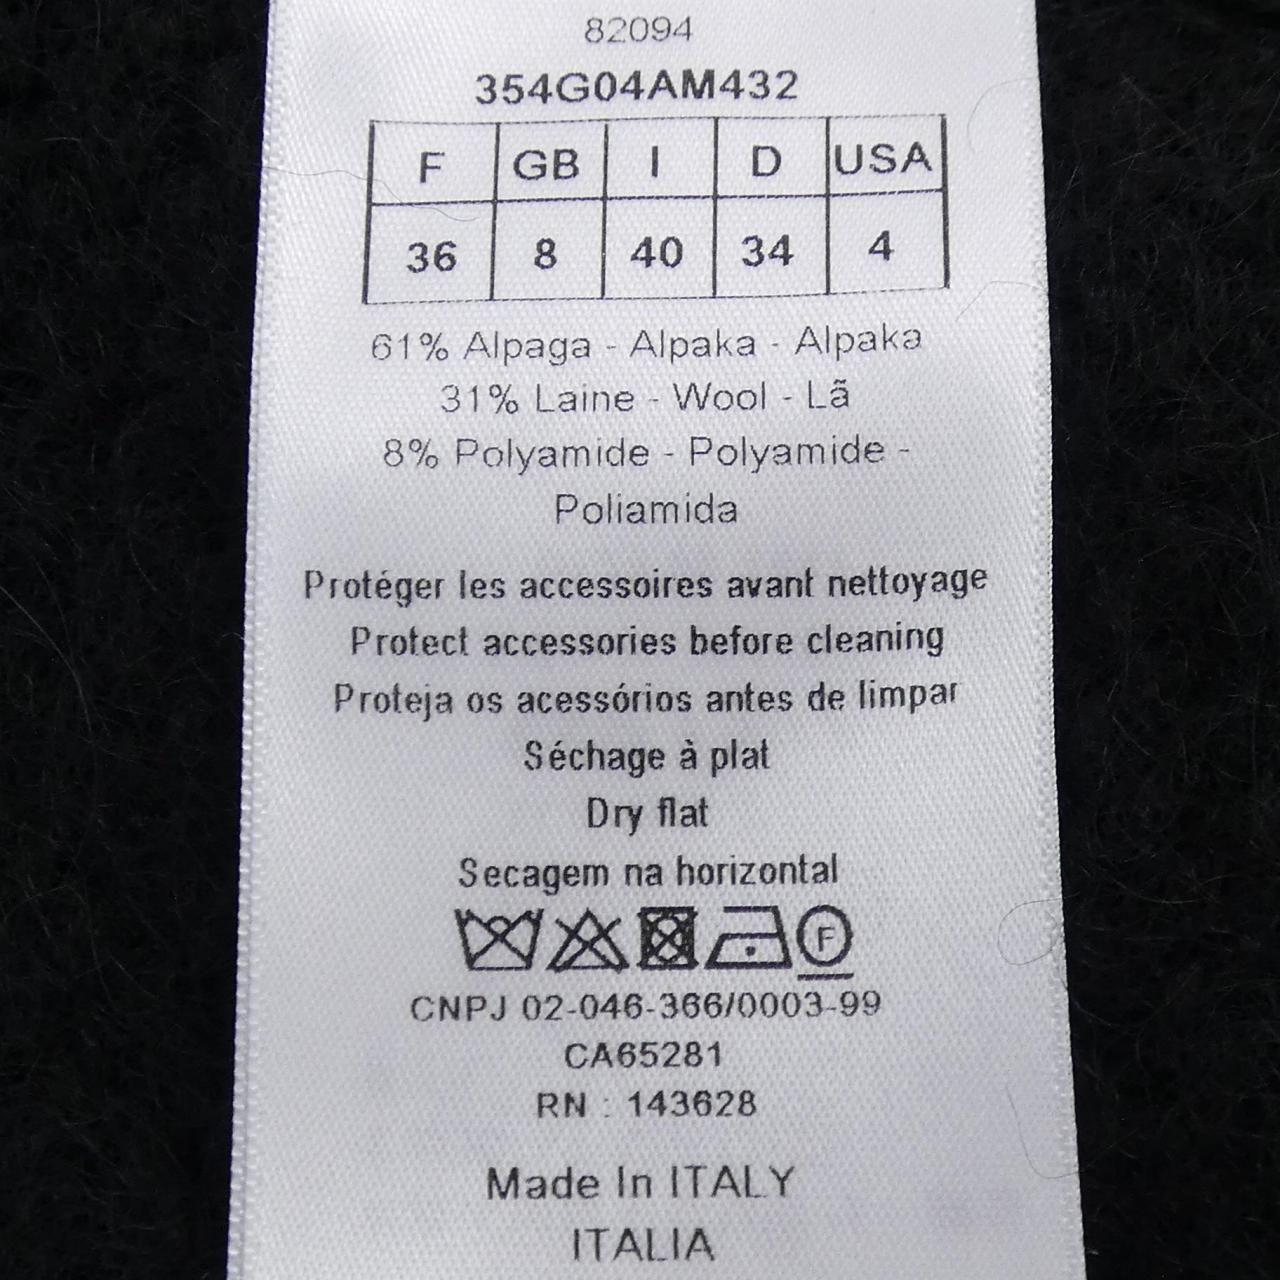 82094
354G04AM432
F GB I D USA
36 8 40 34 4
61% Alpaga - Alpaka - Alpaka
31% Laine - Wool - Lã
8% Polyamide - Polyamide -
Poliamida
Protéger les accessoires avant nettoyage
Protect accessories before cleaning
Proteja os acessórios antes de limpar
Séchage à plat
Dry flat
Secagem na horizontal
F
CNPJ 02-046-366/0003-99
CA65281
RN : 143628
Made In ITALY
ITALIA